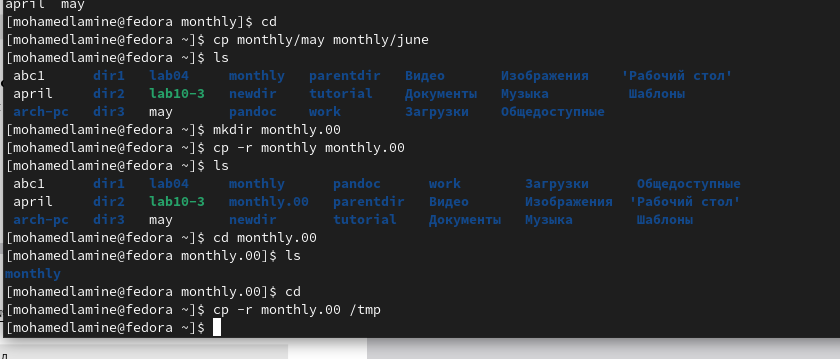 april  may
[mohamedlamine@fedora monthly]$ cd
[mohamedlamine@fedora ~]$ cp monthly/may monthly/june
[mohamedlamine@fedora ~]$ ls
abc1 dir1 lab04 monthly parentdir Видео Изображения 'Рабочий стол'
april dir2 lab10-3 newdir tutorial Документы Музыка Шаблоны
arch-pc dir3 may pandoc work Загрузки Общедоступные
[mohamedlamine@fedora ~]$ mkdir monthly.00
[mohamedlamine@fedora ~]$ cp -r monthly monthly.00
[mohamedlamine@fedora ~]$ ls
abc1 dir1 lab04 monthly pandoc work Загрузки Общедоступные
april dir2 lab10-3 monthly.00 parentdir Видео Изображения 'Рабочий стол'
arch-pc dir3 may newdir tutorial Документы Музыка Шаблоны
[mohamedlamine@fedora ~]$ cd monthly.00
[mohamedlamine@fedora monthly.00]$ ls
monthly
[mohamedlamine@fedora monthly.00]$ cd
[mohamedlamine@fedora ~]$ cp -r monthly.00 /tmp
[mohamedlamine@fedora ~]$